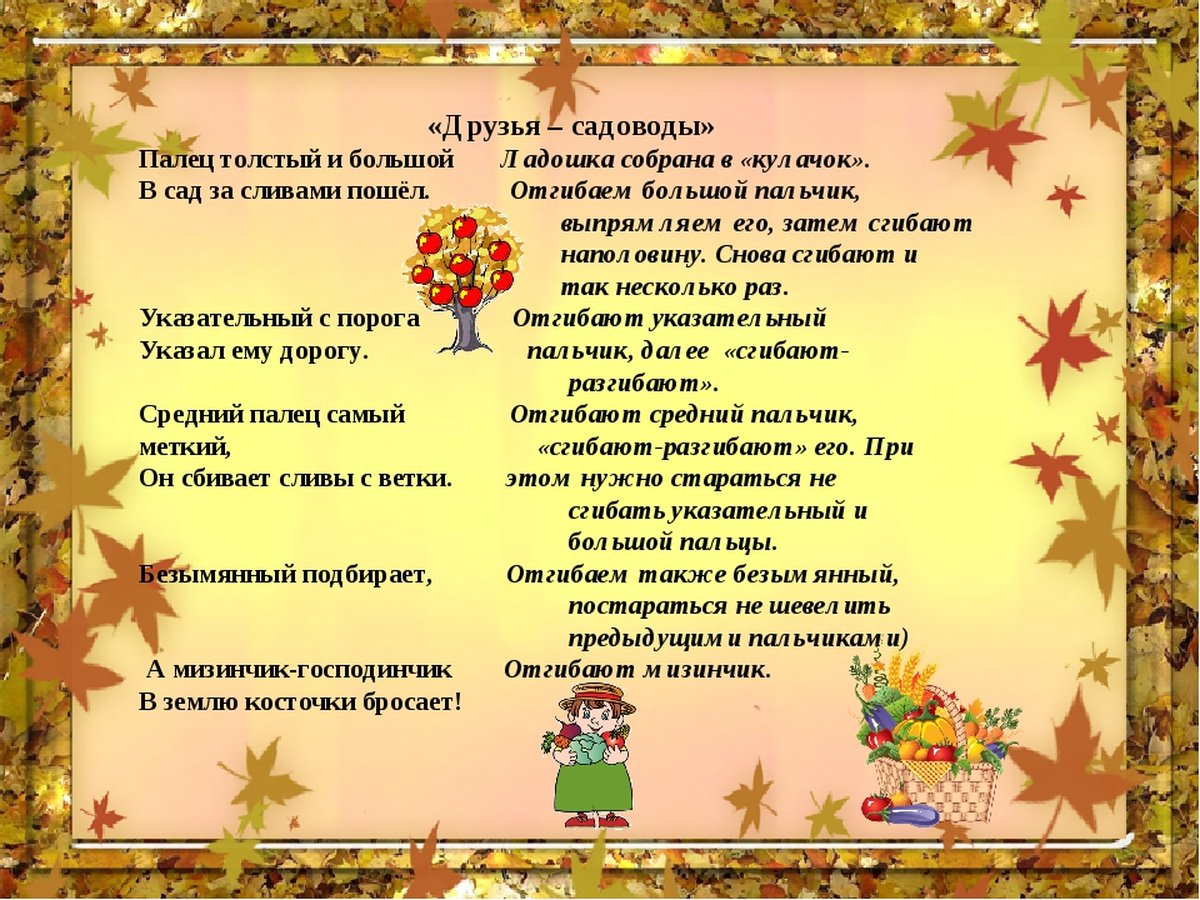 «Друзья – садоводы»
Палец толстый и большой Ладошка собрана в «кулачок».
В сад за сливами пошёл. Отгибаем большой пальчик,
выпрямляем его, затем сгибают
наполовину. Снова сгибают и
так несколько раз.
Указательный с порога Отгибают указательный
Указал ему дорогу. пальчик, далее «сгибают-
разгибают».
Средний палец самый Отгибают средний пальчик,
меткий, «сгибают-разгибают» его. При
Он сбивает сливы с ветки. этом нужно стараться не
сгибать указательный и
большой пальцы.
Безымянный подбирает, Отгибаем также безымянный,
постараться не шевелить
предыдущими пальчиками)
А мизинчик-господинчик Отгибают мизинчик.
В землю косточки бросает!